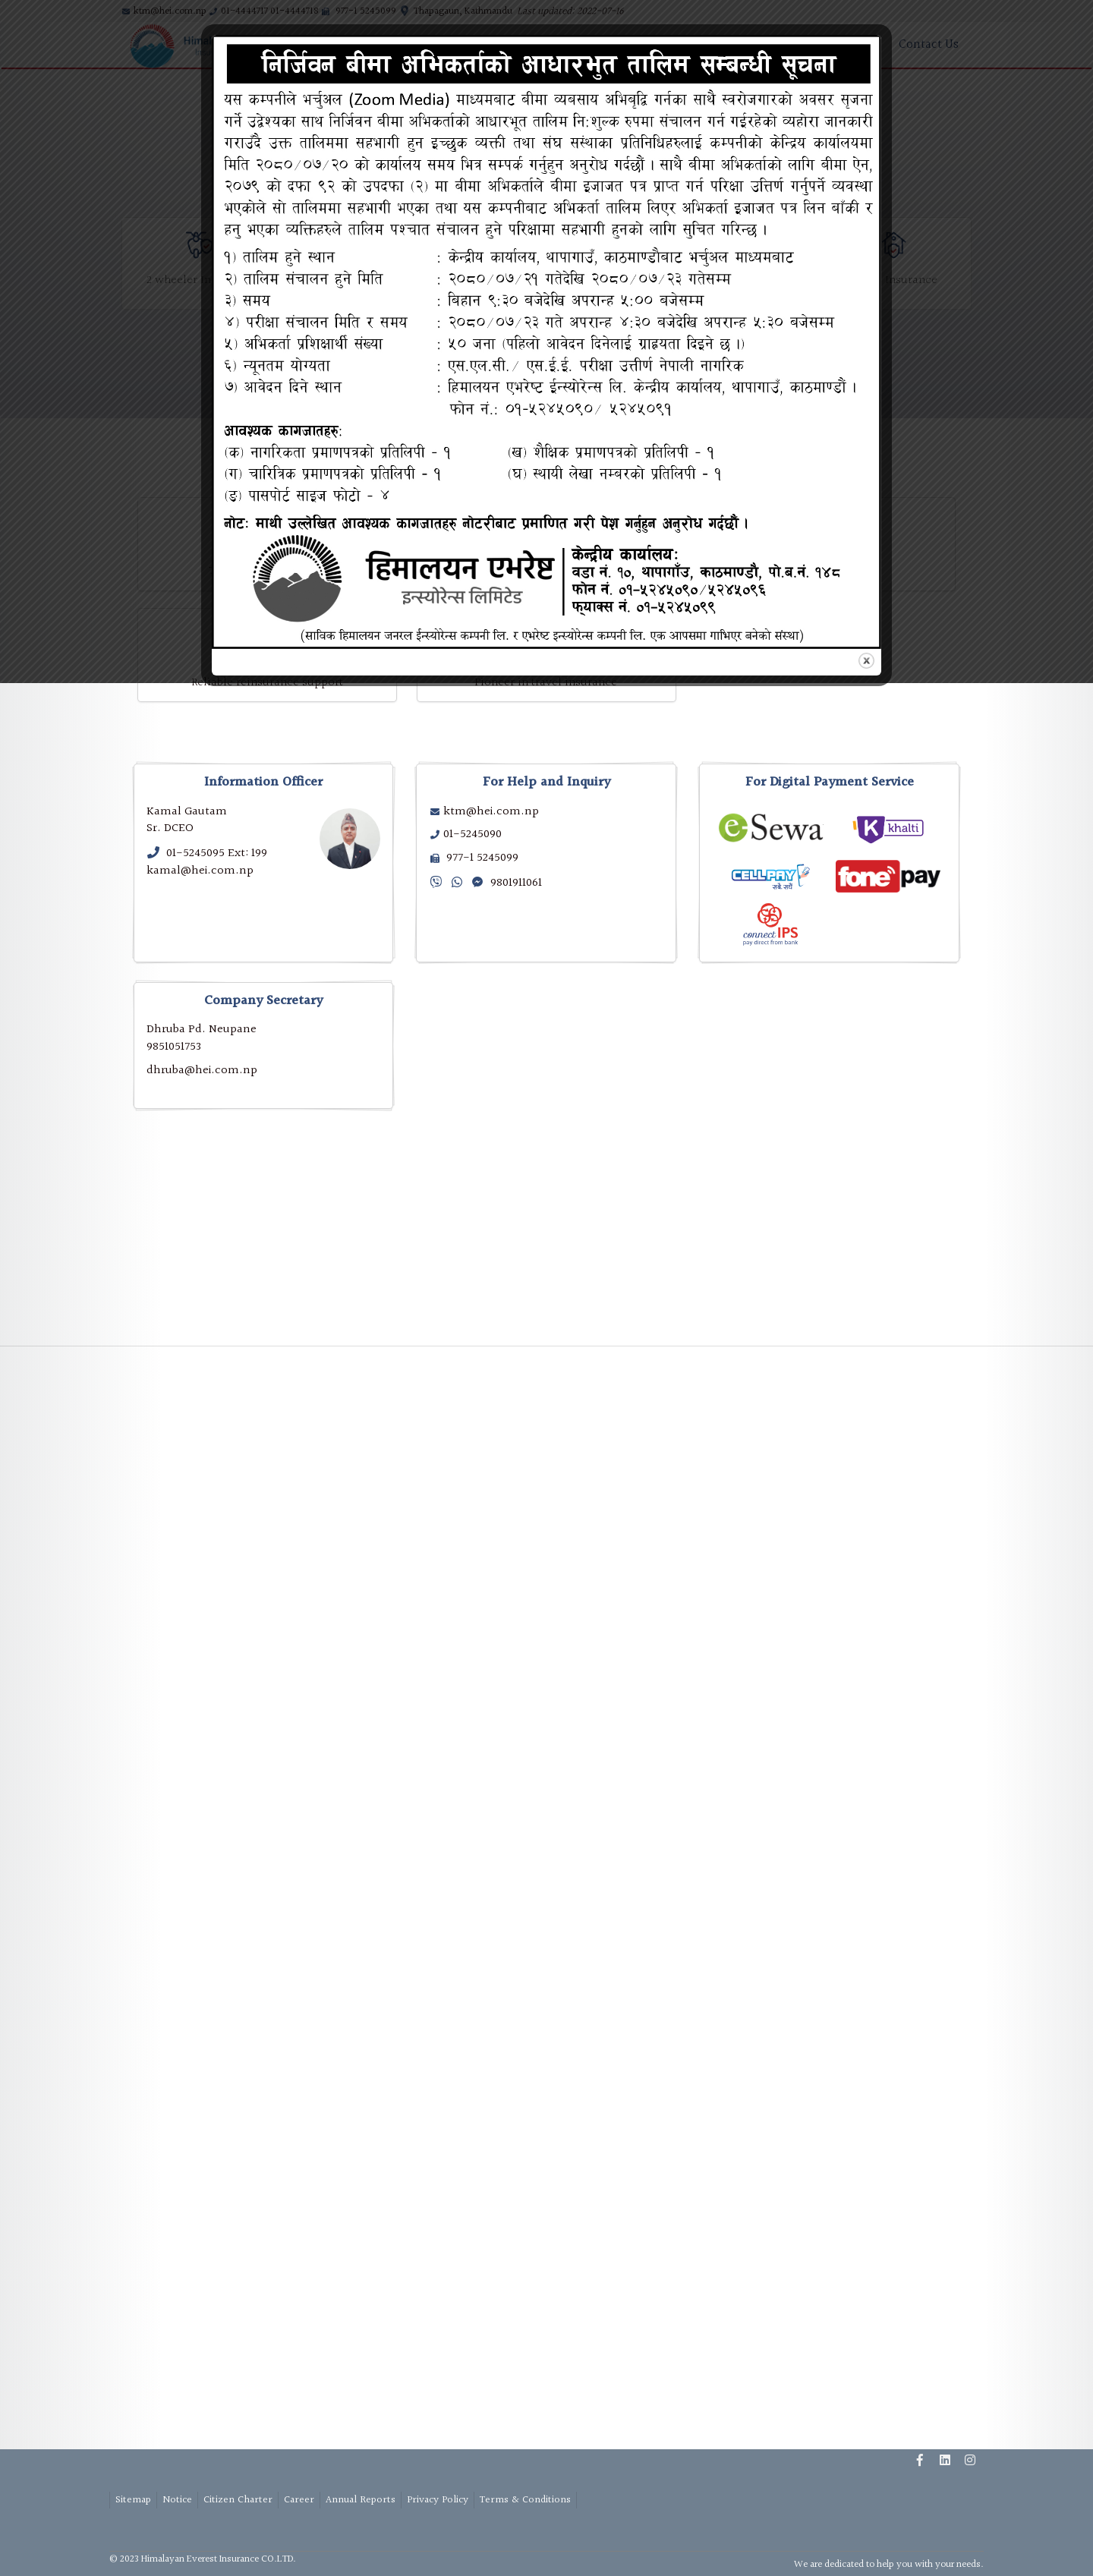 ktm@hei.com.np 01-4444717 01-4444718 977-1 5245099 Thapagaun, Kathmandu Last updated: 2022-07-16
Contact Us
निर्जिवन बीमा अभिकर्ताको आधारभुत तालिम सम्बन्धी सूचना
यस कम्पनीले भर्चुअल (Zoom Media) माध्यमबाट बीमा व्यबसाय अभिबृद्धि गर्नका साथै स्वरोजगारको अवसर सृजना
गर्ने उद्देश्यका साथ निर्जिवन बीमा अभिकर्ताको आधारभूत तालिम नि:शुल्क रुपमा संचालन गर्न गईरहेको व्यहोरा जानकारी
गराउँदै उक्त तालिममा सहभागी हुन इच्छुक व्यक्ती तथा संघ संस्थाका प्रतिनिधिहरुलाई कम्पनीको केन्द्रिय कार्यालयमा
मिति २०८०/०७/२० को कार्यालय समय भित्र सम्पर्क गर्नुहुन अनुरोध गर्दछौं । साथै बीमा अभिकर्ताको लागि बीमा ऐन,
२०७९ को दफा ९२ को उपदफा (२) मा बीमा अभिकर्ताले बीमा इजाजत पत्र प्राप्त गर्न परिक्षा उत्तिर्ण गर्नुपर्ने व्यवस्था
भएकोले सो तालिममा सहभागी भएका तथा यस कम्पनीबाट अभिकर्ता तालिम लिएर अभिकर्ता इजाजत पत्र लिन बाँकी र
हनु भएका व्यक्तिहरुले तालिम पश्चात संचालन हुने परिक्षामा सहभागी हुनको लागि सुचित गरिन्छ ।
१) तालिम हुने स्थान : केन्द्रीय कार्यालय, थापागाउँ, काठमाण्डौबाट भर्चुअल माध्यमबाट
२) तालिम संचालन हुने मिति : २०८०/०७/२१ गतेदेखि २०८०/०७/२३ गतेसम्म
३) समय : बिहान ९:३० बजेदेखि अपरान्ह ५:०० बजेसम्म
४) परीक्षा संचालन मिति र समय : २०८०/०७/२३ गते अपरान्ह ४:३० बजेदेखि अपरान्ह ५:३० बजेसम्म
५) अभिकर्ता प्रशिक्षार्थी संख्या : ५० जना (पहिलो आवेदन दिनेलाई ग्राह्यता दिइने छ ।)
६) न्यूनतम योग्यता : एस.एल.सी./ एस.ई.ई. परीक्षा उत्तीर्ण नेपाली नागरिक
७) आवेदन दिने स्थान : हिमालयन एभरेष्ट ईन्स्योरेन्स लि. केन्द्रीय कार्यालय, थापागाउँ, काठमाण्डौं ।
फोन नं.: ०१-५२४५०९०/ ५२४५०९१
आवश्यक कागजातहरु:
(क) नागरिकता प्रमाणपत्रको प्रतिलिपी - १ (ख) शैक्षिक प्रमाणपत्रको प्रतिलिपी - १
(ग) चारित्रिक प्रमाणपत्रको प्रतिलिपी - १ (घ) स्थायी लेखा नम्बरको प्रतिलिपी - १
(ङ) पासपोर्ट साइज फोटो - ४
नोट: माथी उल्लेखित आवश्यक कागजातहरु नोटरीबाट प्रमाणित गरी पेश गर्नुहुन अनुरोध गर्दछौं ।
हिमालयन एभरेष्ट
इन्स्योरेन्स लिमिटेड
केन्द्रीय कार्यालय:
वडा नं. १०, थापागाँउ, काठमाण्डौ, पो.ब.नं. १४८
फोन नं. ०१-५२४५०९०/५२४५०९६
फ्याक्स नं. ०१-५२४५०९९
(साविक हिमालयन जनरल ईन्स्योरेन्स कम्पनी लि. र एभरेष्ट इन्स्योरेन्स कम्पनी लि. एक आपसमा गाभिएर बनेको संस्था)
2 wheeler
Insurance
Reliable reinsurance support
Pioneer in travel insurance
Information Officer
Kamal Gautam
Sr. DCEO
01-5245095 Ext: 199
kamal@hei.com.np
For Help and Inquiry
ktm@hei.com.np
01-5245090
977-1 5245099
9801911061
For Digital Payment Service
eSewa
K khalti
CELLPAY
fonepay
connect IPS
pay direct from bank
Company Secretary
Dhruba Pd. Neupane
9851051753
dhruba@hei.com.np
Sitemap Notice Citizen Charter Career Annual Reports Privacy Policy Terms & Conditions
© 2023 Himalayan Everest Insurance CO.LTD.
We are dedicated to help you with your needs.